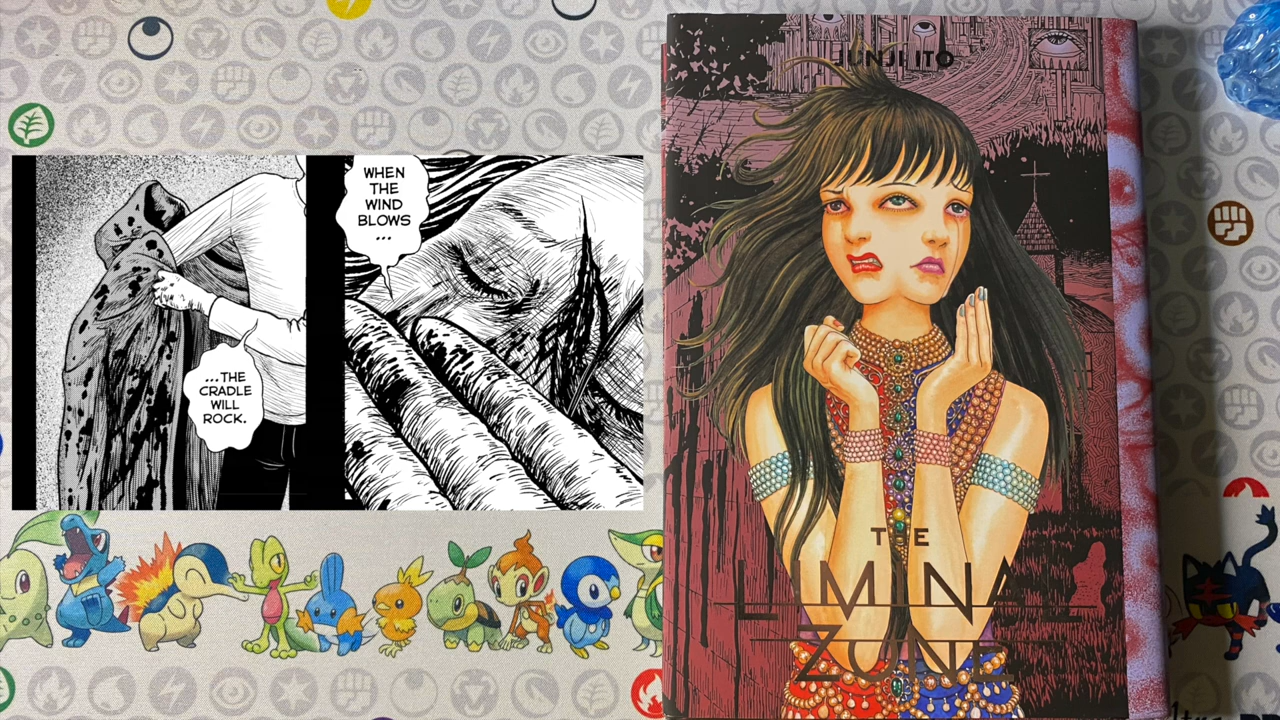 WHEN
THE
WIND
BLOWS
...
...THE
CRADLE
WILL
ROCK.
JUNJI ITO
THE
LIMINAL
ZONE